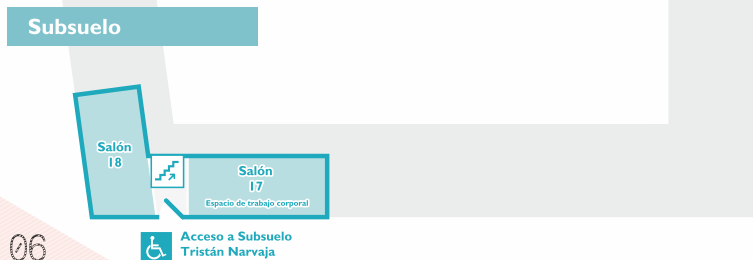 Subsuelo
Salón
18
Salón
17
Espacio de trabajo corporal
Acceso a Subsuelo
Tristán Narvaja
06